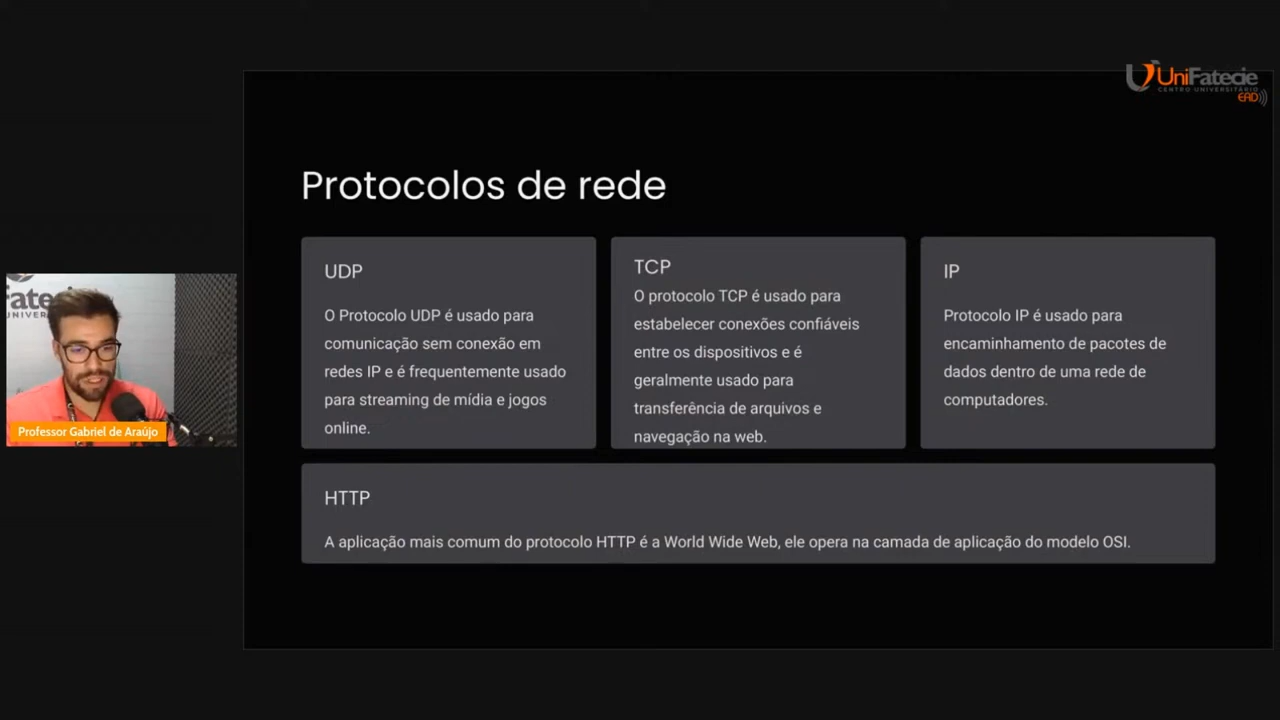 UniFatecie
CENTRO UNIVERSITÁRIO
EAD
Protocolos de rede
UDP
O Protocolo UDP é usado para
comunicação sem conexão em
redes IP e é frequentemente usado
para streaming de mídia e jogos
online.
TCP
O protocolo TCP é usado para
estabelecer conexões confiáveis
entre os dispositivos e é
geralmente usado para
transferência de arquivos e
navegação na web.
IP
Protocolo IP é usado para
encaminhamento de pacotes de
dados dentro de uma rede de
computadores.
HTTP
A aplicação mais comum do protocolo HTTP é a World Wide Web, ele opera na camada de aplicação do modelo OSI.
Professor Gabriel de Araújo